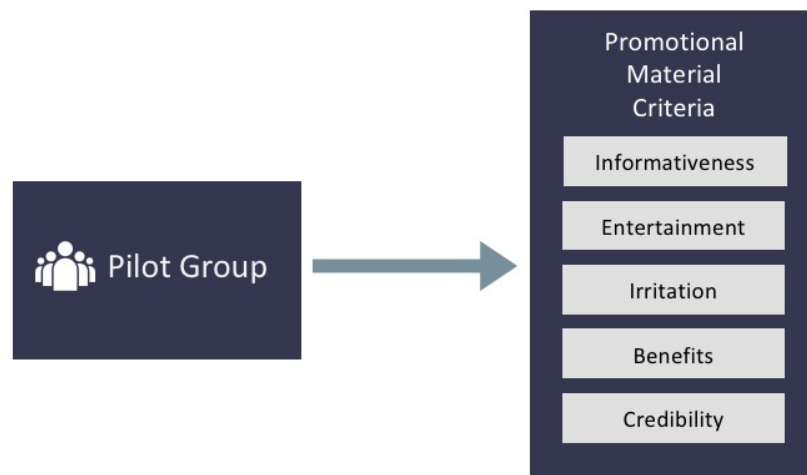 Pilot Group
Promotional
Material
Criteria
Informativeness
Entertainment
Irritation
Benefits
Credibility